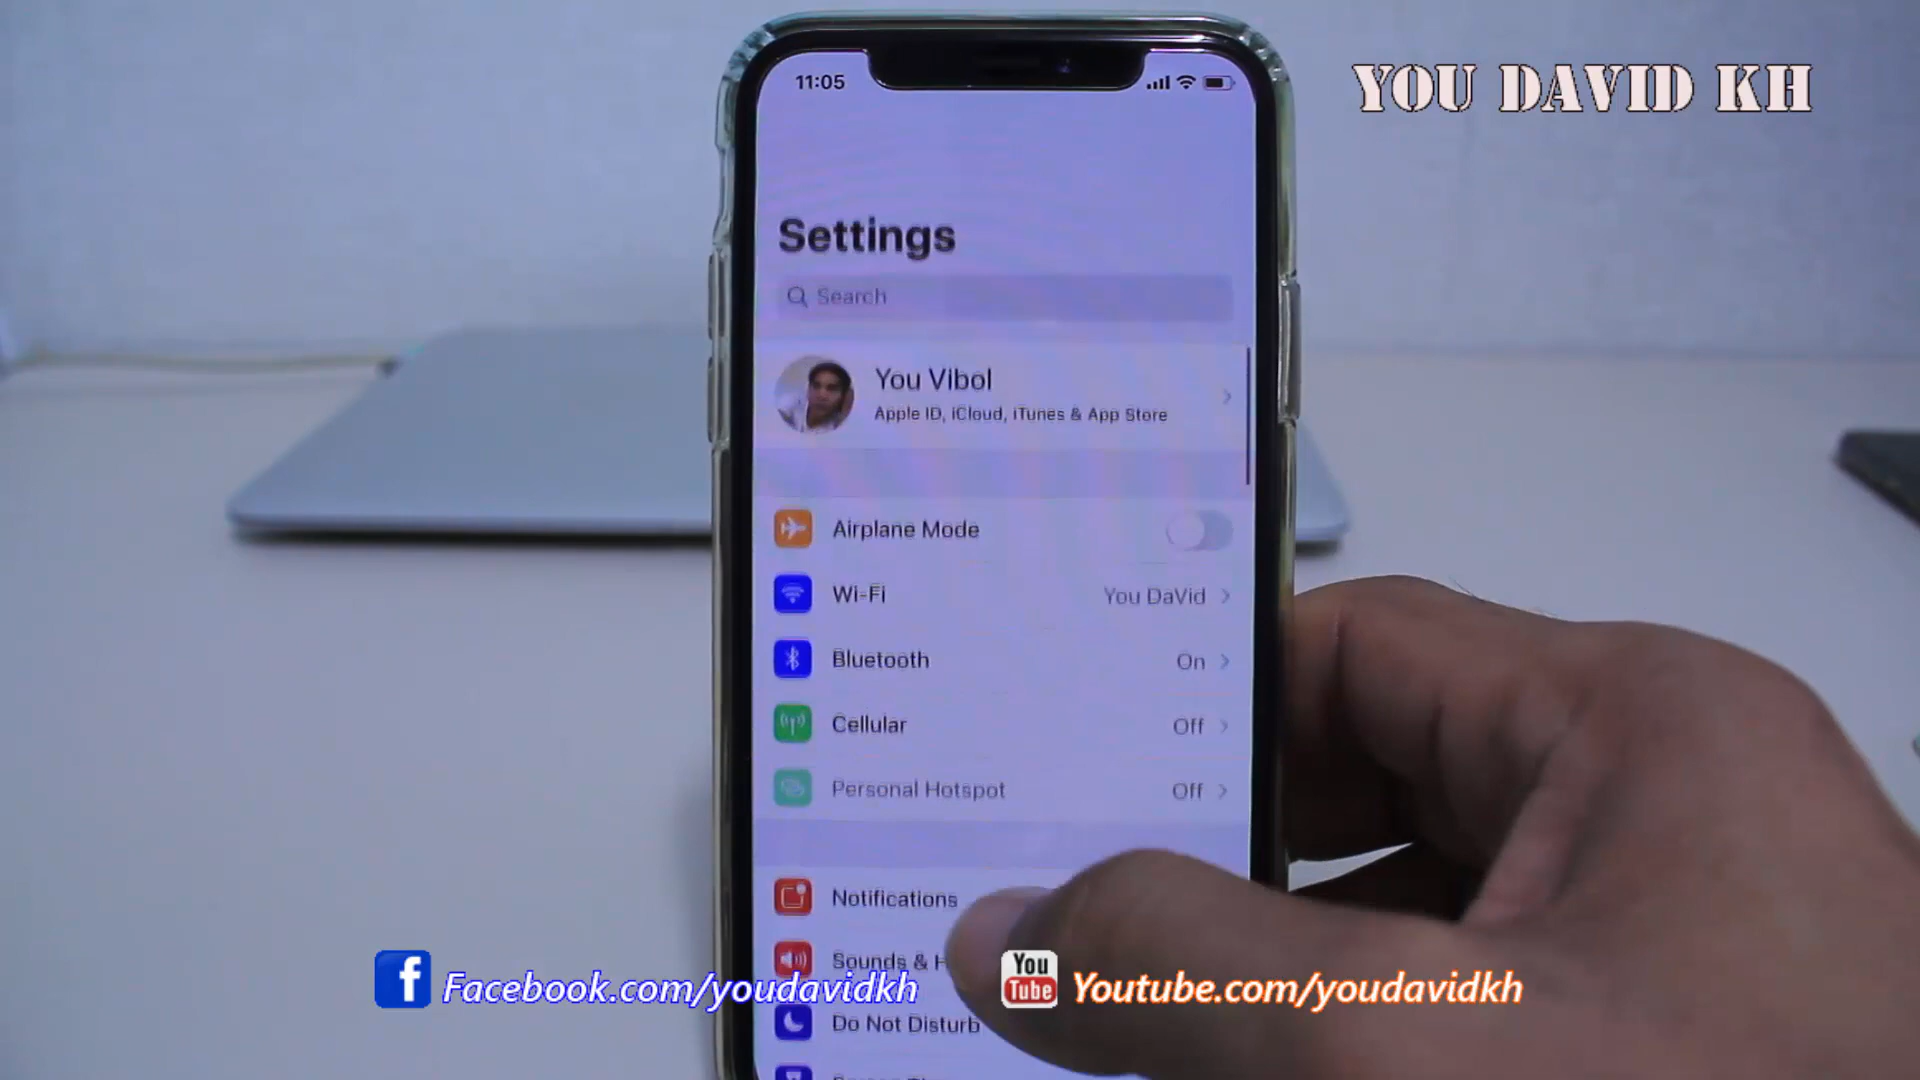 11:05
YOU DAVID KH
Settings
Search
You Vibol
Apple ID, iCloud, iTunes & App Store
Airplane Mode
Wi-Fi
You DaVid
Bluetooth
On
Cellular
Off
Personal Hotspot
Off
Notifications
Sounds & H
Do Not Disturb
Facebook.com/youdavidkh
You
Tube
Youtube.com/youdavidkh